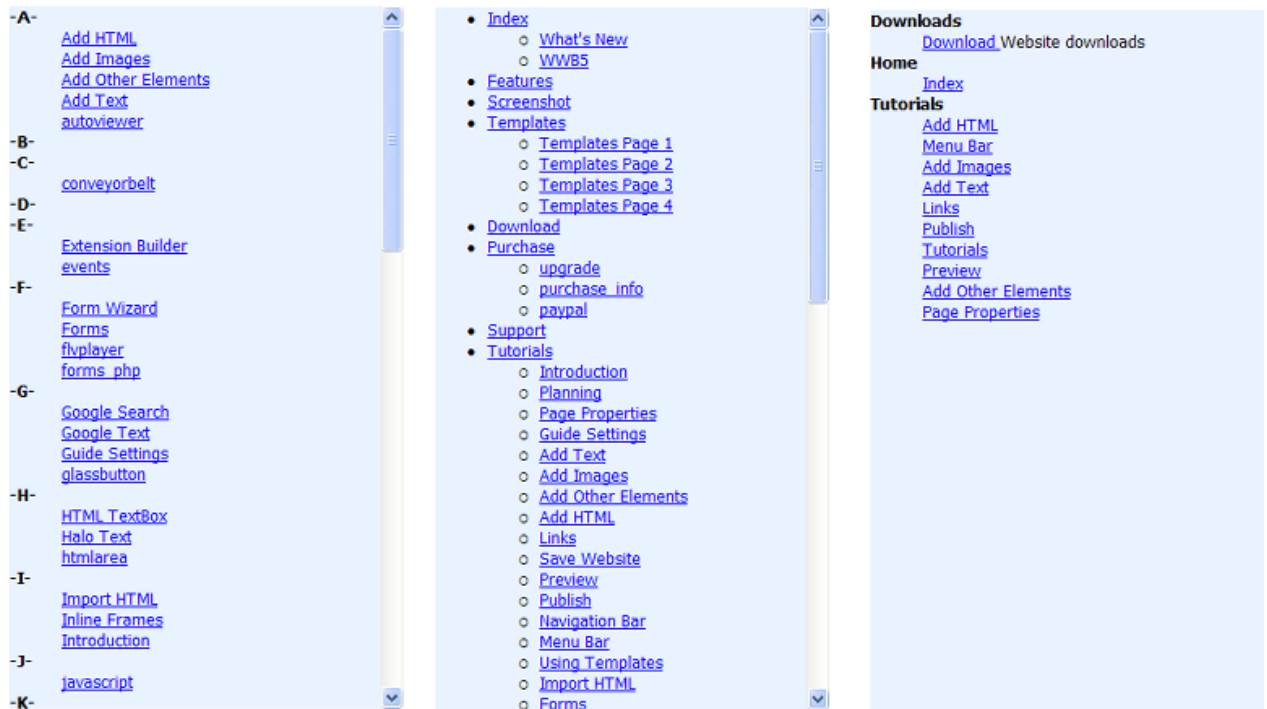 -A-
Add HTML
Add Images
Add Other Elements
Add Text
autoviewer
-B-
-C-
conveyorbelt
-D-
-E-
Extension Builder
events
-F-
Form Wizard
Forms
flvplayer
forms_php
-G-
Google Search
Google Text
Guide Settings
glassbutton
-H-
HTML TextBox
Halo Text
htmlarea
-I-
Import HTML
Inline Frames
Introduction
-J-
javascript
-K-
Index
What's New
WWB5
Features
Screenshot
Templates
Templates Page 1
Templates Page 2
Templates Page 3
Templates Page 4
Download
Purchase
upgrade
purchase_info
paypal
Support
Tutorials
Introduction
Planning
Page Properties
Guide Settings
Add Text
Add Images
Add Other Elements
Add HTML
Links
Save Website
Preview
Publish
Navigation Bar
Menu Bar
Using Templates
Import HTML
Forms
Downloads
Download Website downloads
Home
Index
Tutorials
Add HTML
Menu Bar
Add Images
Add Text
Links
Publish
Tutorials
Preview
Add Other Elements
Page Properties